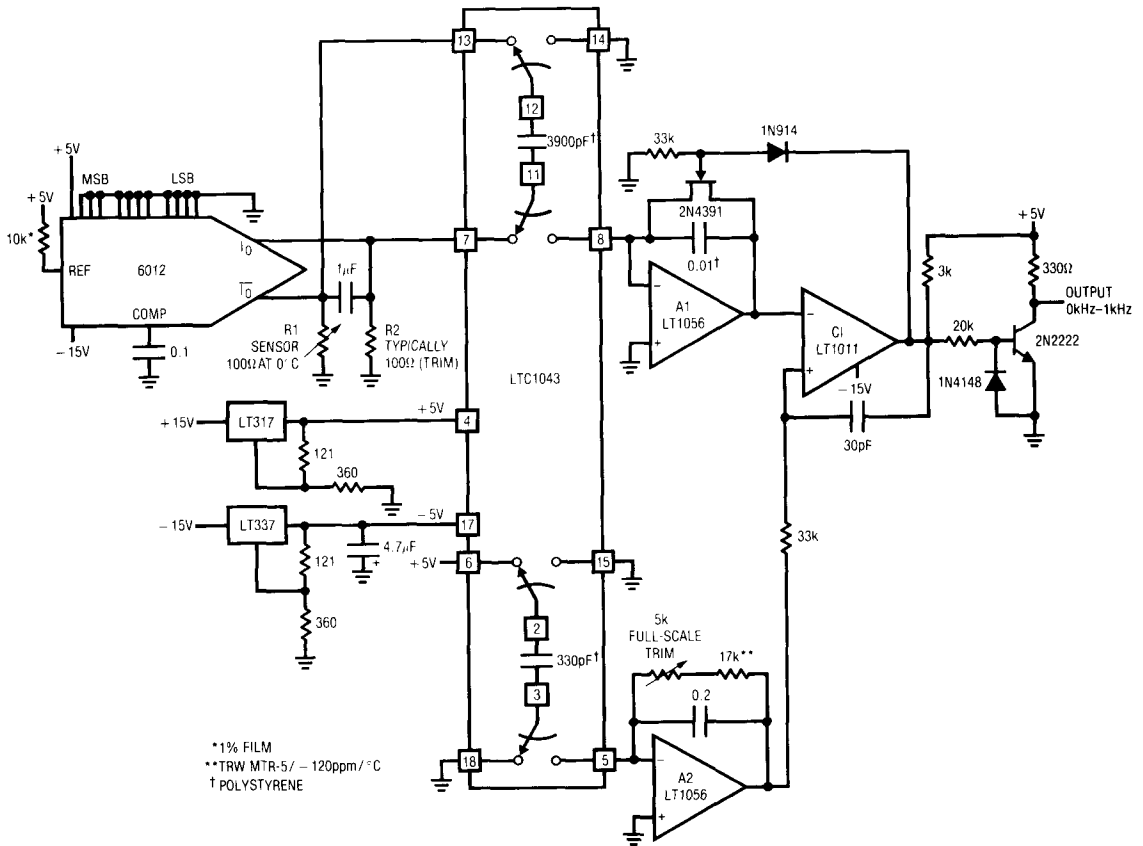 13
14
12
3900pF†
11
+5V
MSB
LSB
+5V
10k*
REF
6012
COMP
-15V
0.1
IO
IO
1µF
R1
SENSOR
100Ω AT 0°C
R2
TYPICALLY
100Ω (TRIM)
7
8
LTC1043
33k
1N914
2N4391
0.01†
A1
LT1056
−
+
CI
LT1011
−
+
-15V
30pF
3k
+5V
330Ω
OUTPUT
0kHz-1kHz
20k
2N2222
1N4148
+15V
LT317
+5V
4
121
360
-15V
LT337
-5V
17
121
4.7µF
+
360
+5V
6
15
2
330pF†
3
18
5
33k
5k
FULL-SCALE
TRIM
17k**
0.2
A2
LT1056
−
+
*1% FILM
**TRW MTR-5/-120ppm/°C
†POLYSTYRENE